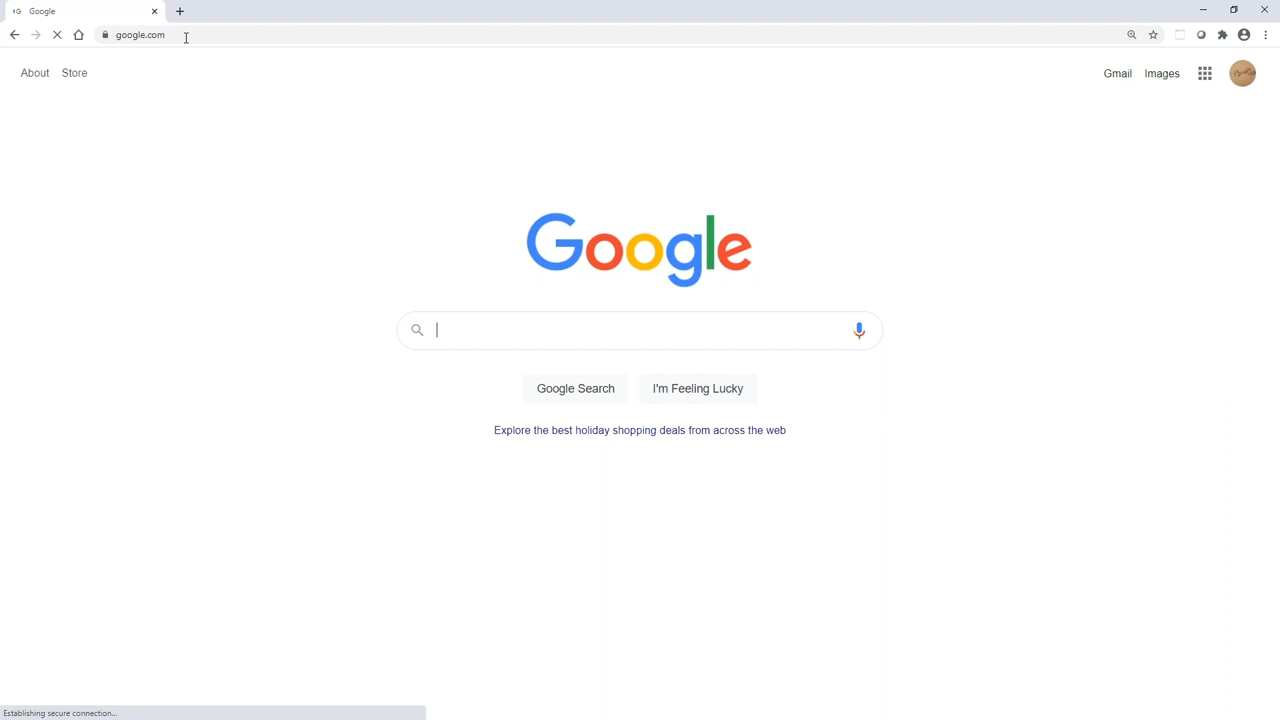 Google
google.com
About Store Gmail Images
Google
Google Search I'm Feeling Lucky
Explore the best holiday shopping deals from across the web
Establishing secure connection...